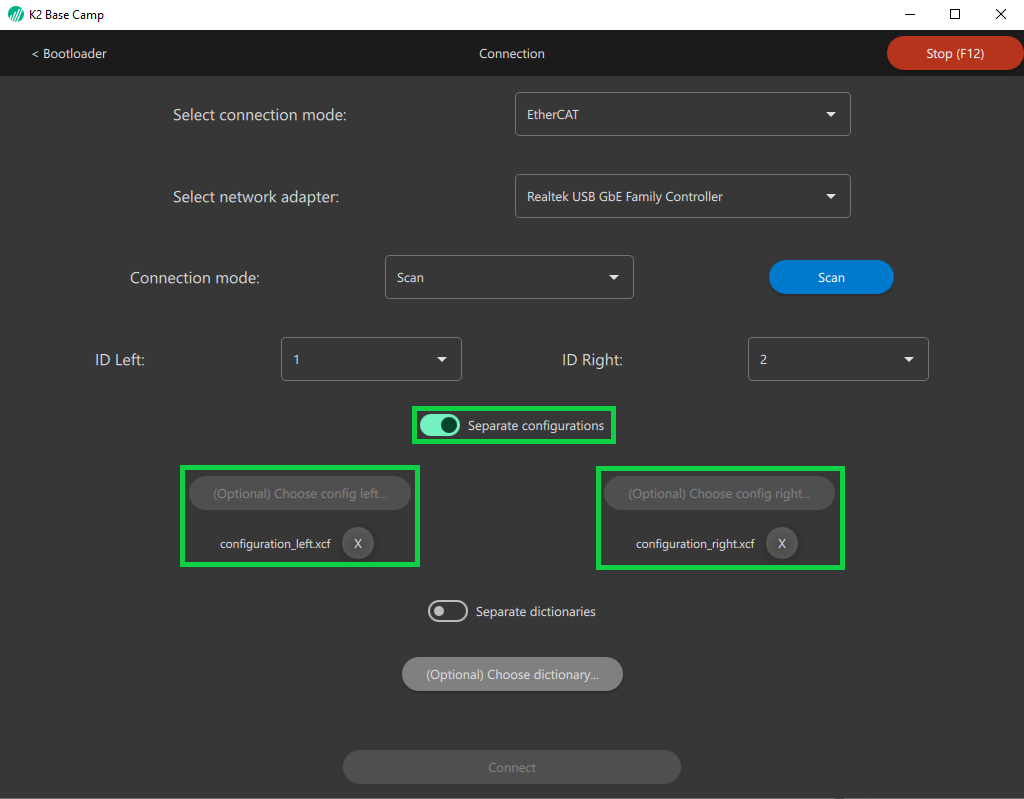 K2 Base Camp
< Bootloader
Connection
Stop (F12)
Select connection mode:
EtherCAT
Select network adapter:
Realtek USB GbE Family Controller
Connection mode:
Scan
Scan
ID Left:
1
ID Right:
2
Separate configurations
(Optional) Choose config left...
(Optional) Choose config right...
configuration_left.xcf
X
configuration_right.xcf
X
Separate dictionaries
(Optional) Choose dictionary...
Connect